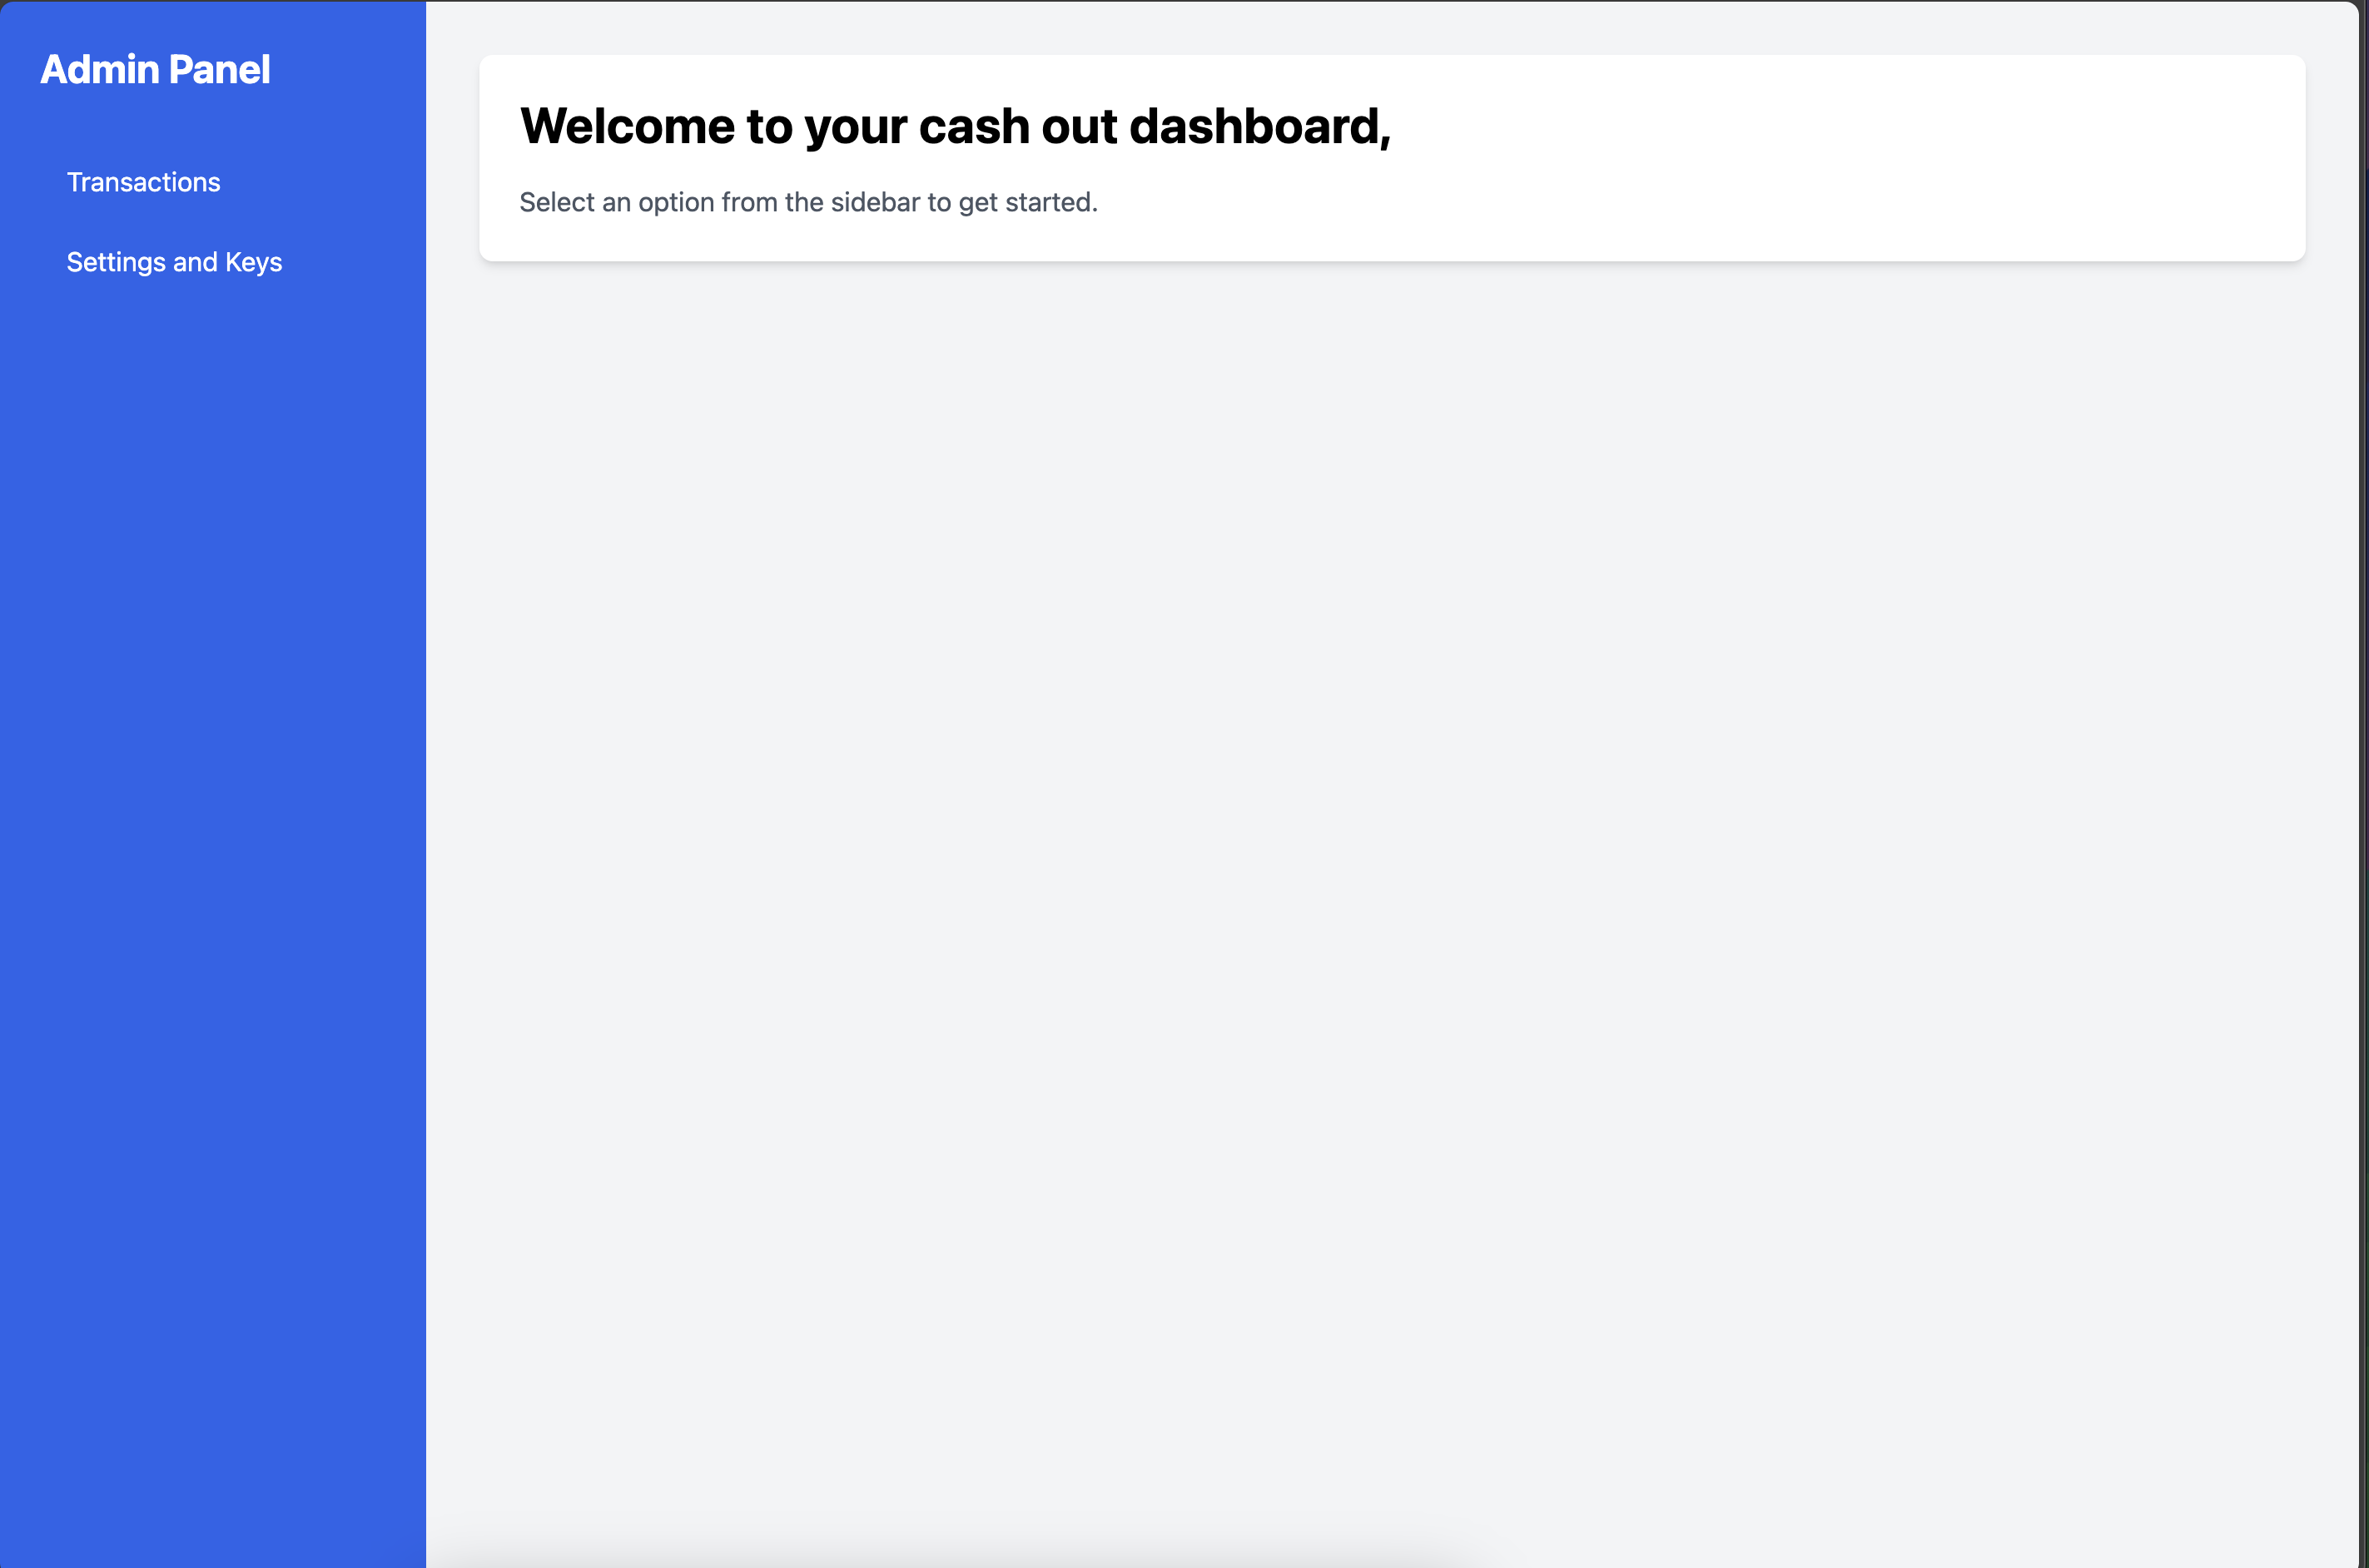 Admin Panel
Transactions
Settings and Keys
Welcome to your cash out dashboard,
Select an option from the sidebar to get started.